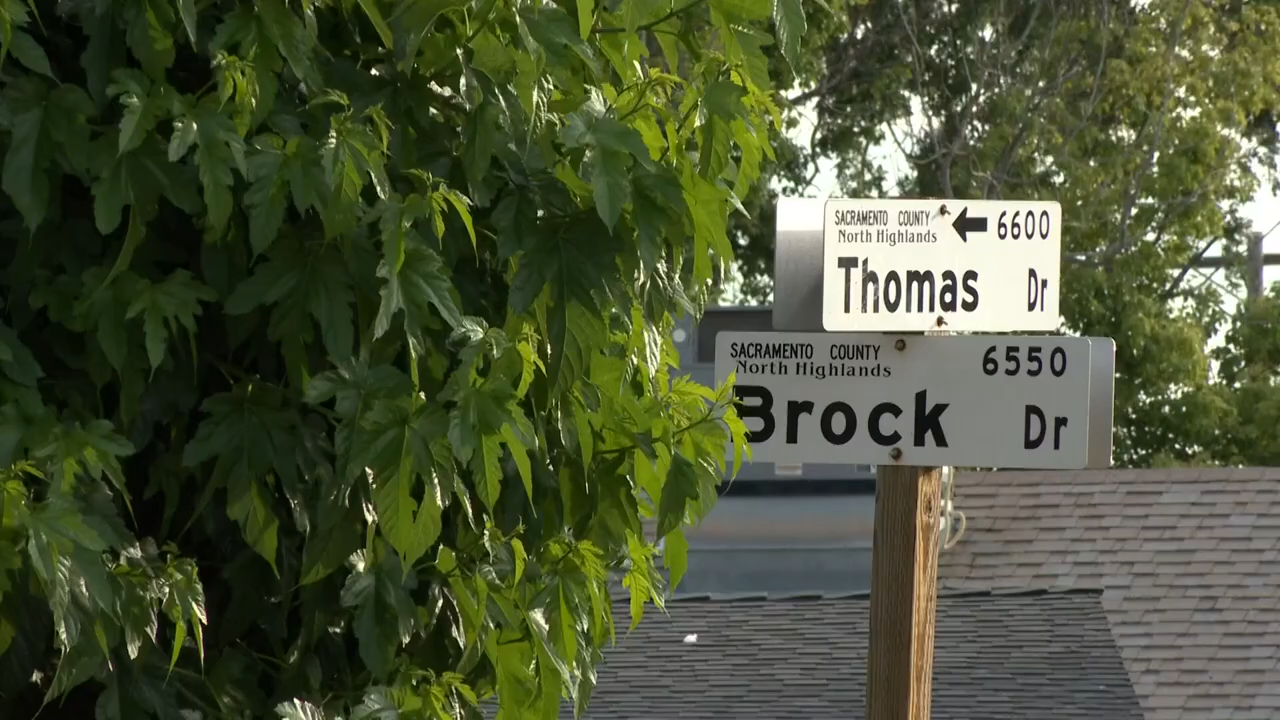 SACRAMENTO COUNTY ← 6600
North Highlands
Thomas Dr
SACRAMENTO COUNTY 6550
North Highlands
Brock Dr